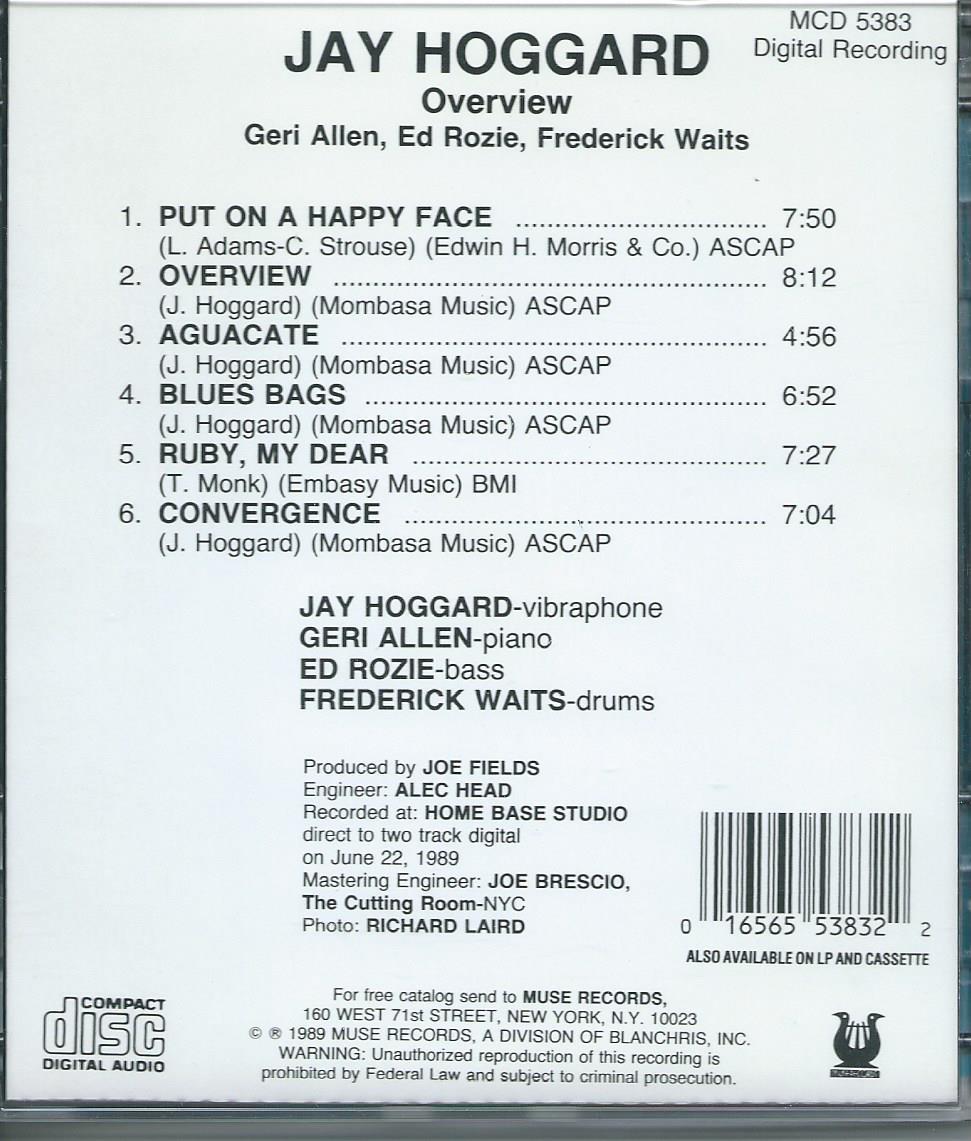 MCD 5383
Digital Recording
JAY HOGGARD
Overview
Geri Allen, Ed Rozie, Frederick Waits
1. PUT ON A HAPPY FACE ................................ 7:50
(L. Adams-C. Strouse) (Edwin H. Morris & Co.) ASCAP
2. OVERVIEW ....................................................... 8:12
(J. Hoggard) (Mombasa Music) ASCAP
3. AGUACATE ...................................................... 4:56
(J. Hoggard) (Mombasa Music) ASCAP
4. BLUES BAGS ................................................... 6:52
(J. Hoggard) (Mombasa Music) ASCAP
5. RUBY, MY DEAR ............................................. 7:27
(T. Monk) (Embasy Music) BMI
6. CONVERGENCE .............................................. 7:04
(J. Hoggard) (Mombasa Music) ASCAP
JAY HOGGARD-vibraphone
GERI ALLEN-piano
ED ROZIE-bass
FREDERICK WAITS-drums
Produced by JOE FIELDS
Engineer: ALEC HEAD
Recorded at: HOME BASE STUDIO
direct to two track digital
on June 22, 1989
Mastering Engineer: JOE BRESCIO,
The Cutting Room-NYC
Photo: RICHARD LAIRD
0 16565 53832 2
ALSO AVAILABLE ON LP AND CASSETTE
COMPACT
disc
DIGITAL AUDIO
For free catalog send to MUSE RECORDS,
160 WEST 71st STREET, NEW YORK, N.Y. 10023
© ® 1989 MUSE RECORDS, A DIVISION OF BLANCHRIS, INC.
WARNING: Unauthorized reproduction of this recording is
prohibited by Federal Law and subject to criminal prosecution.